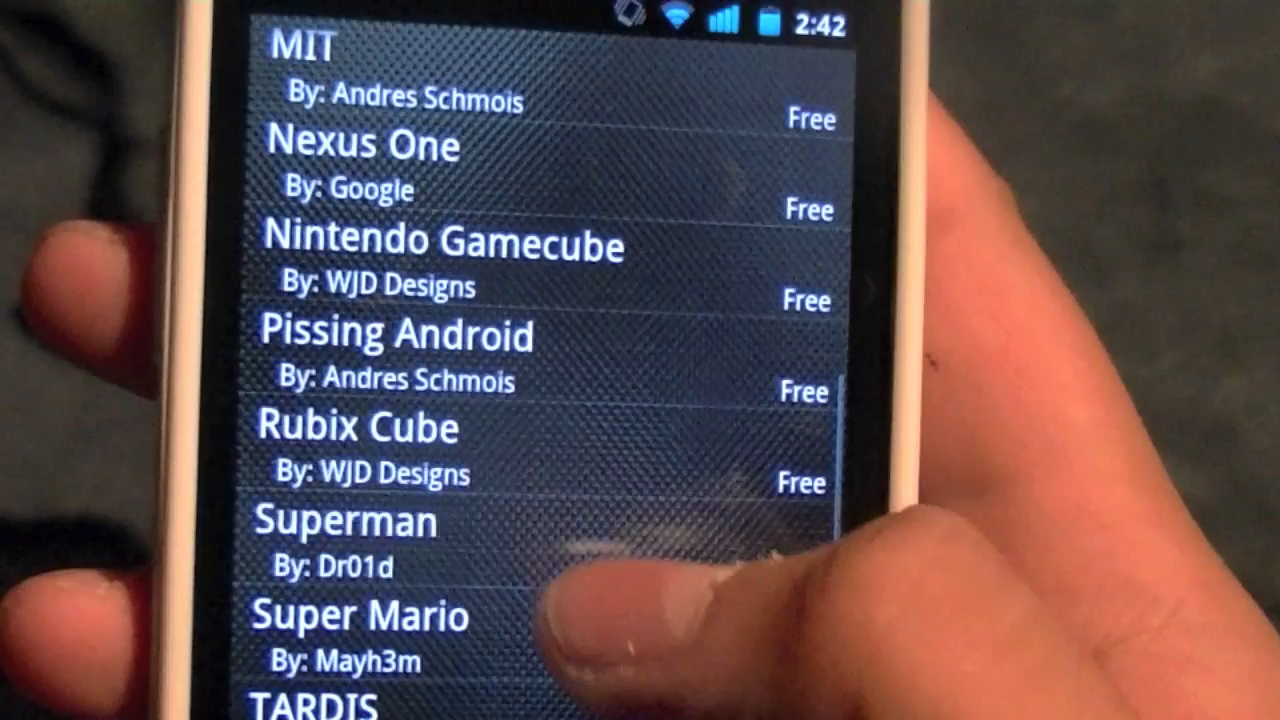 2:42
MIT
By: Andres Schmois
Free
Nexus One
By: Google
Free
Nintendo Gamecube
By: WJD Designs
Free
Pissing Android
By: Andres Schmois
Free
Rubix Cube
By: WJD Designs
Free
Superman
By: Dr01d
Super Mario
By: Mayh3m
TARDIS